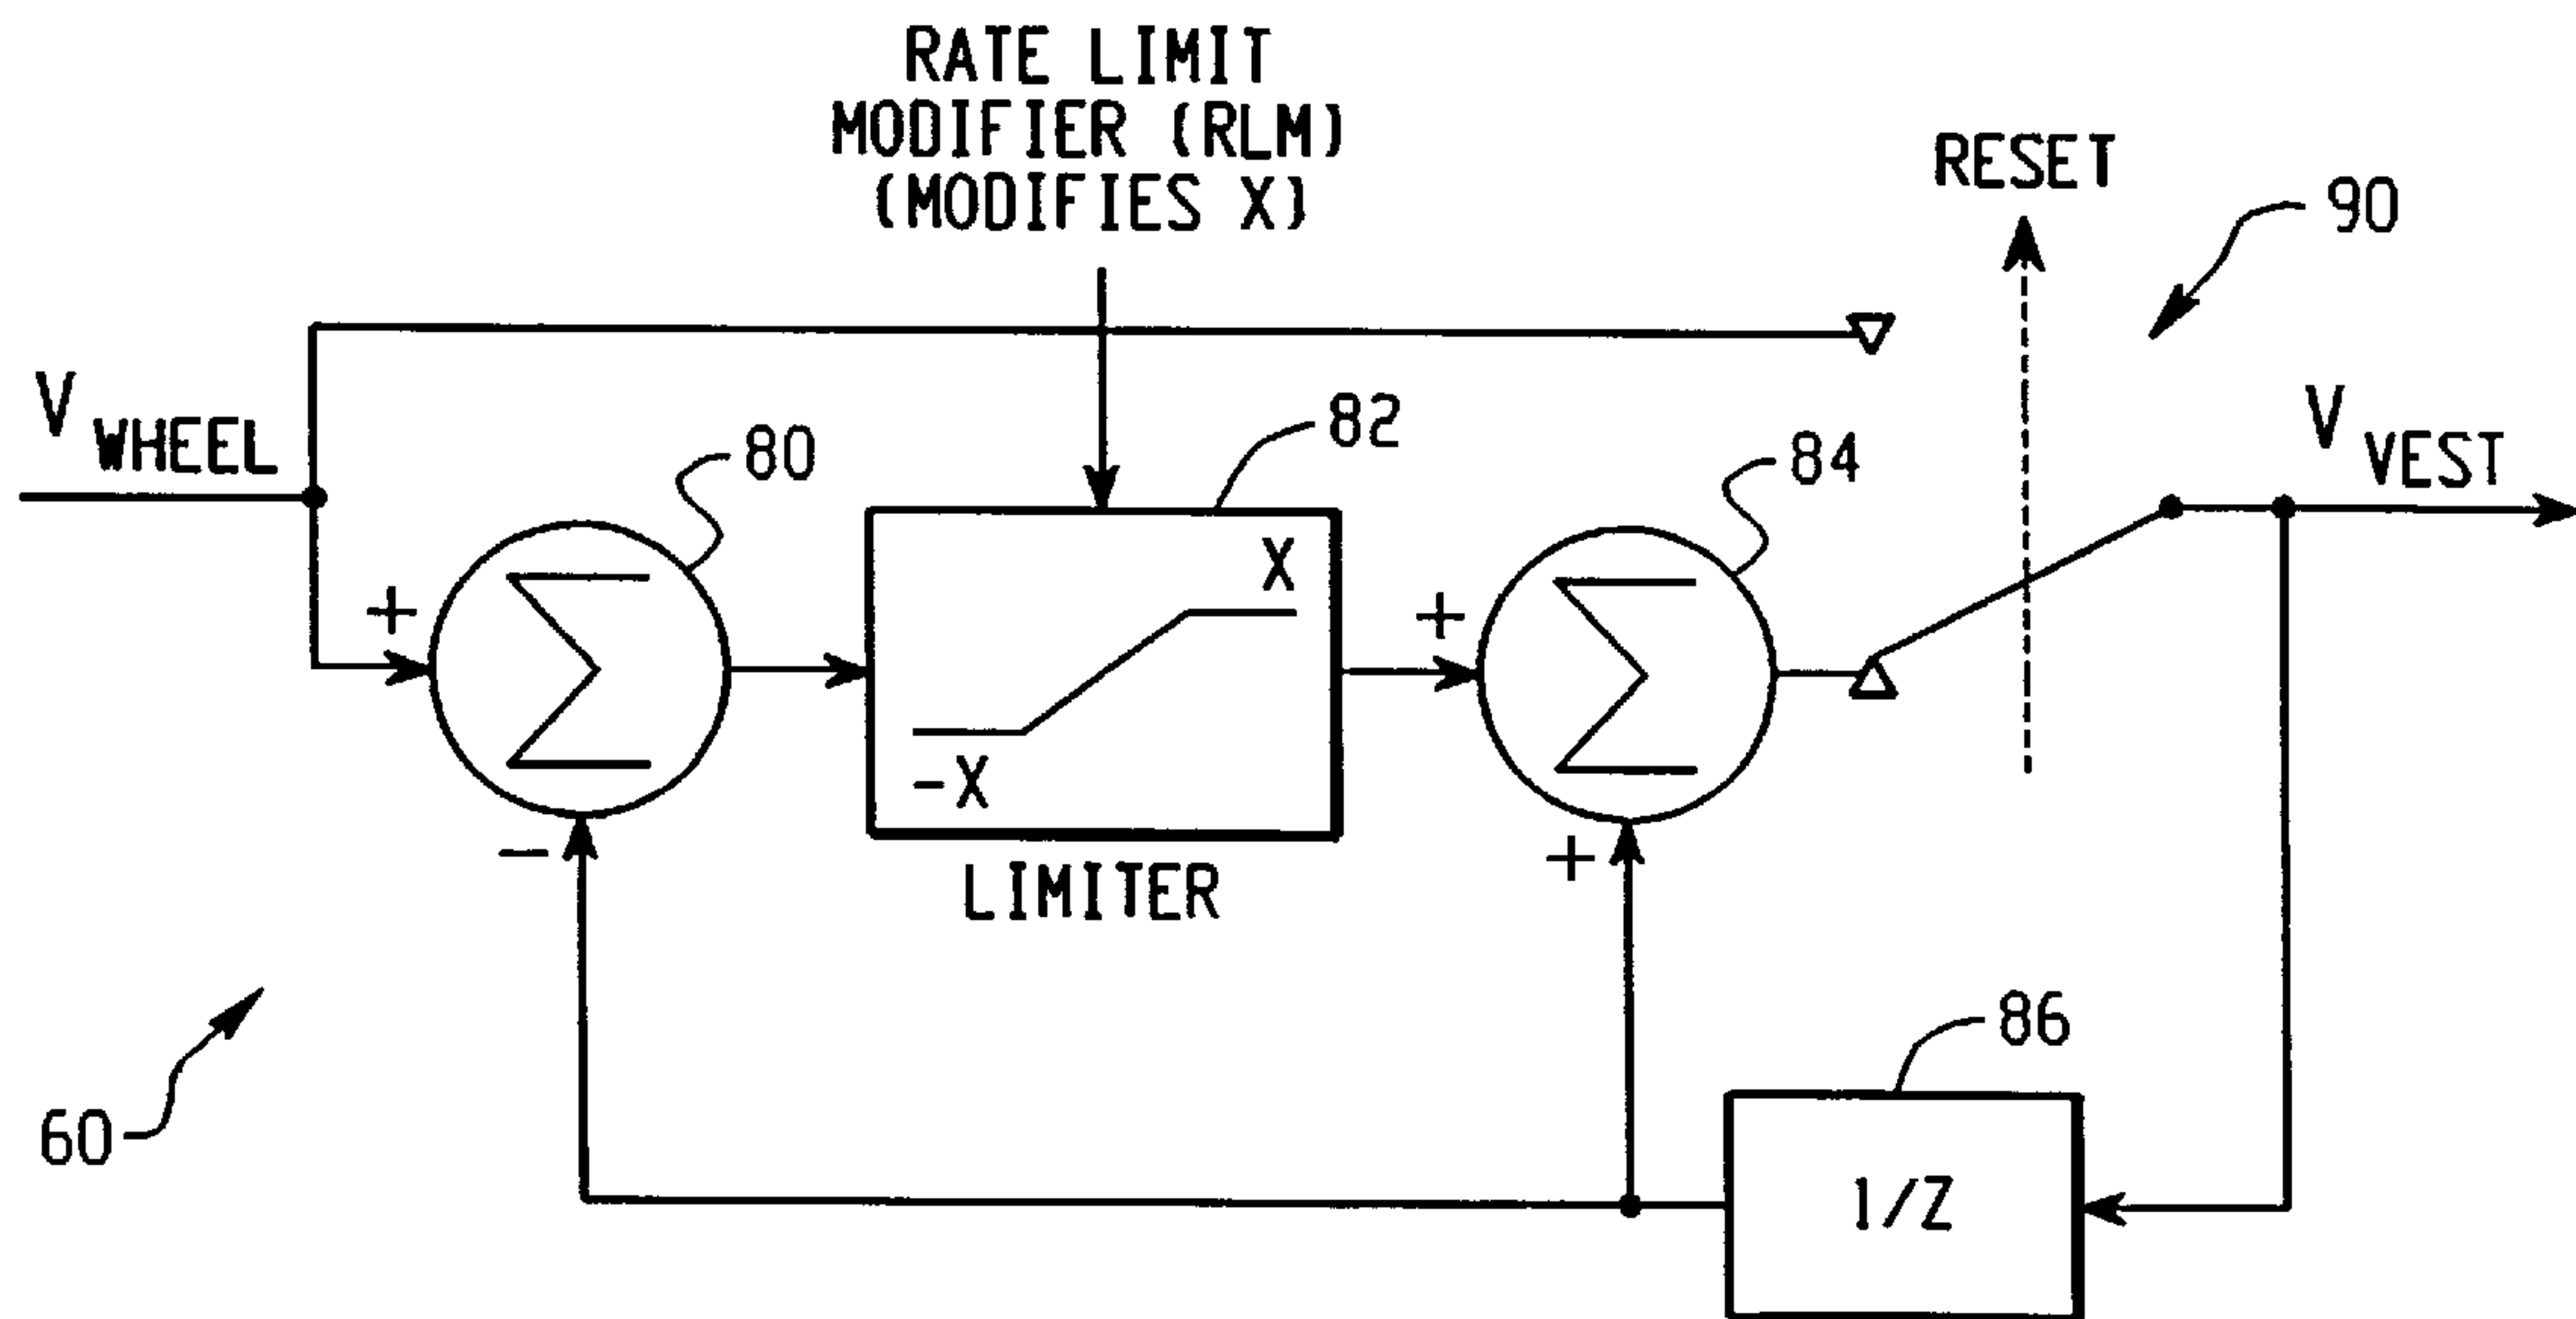 RATE LIMIT
MODIFIER (RLM)
(MODIFIES X)
RESET
90
V WHEEL
80
82
84
V VEST
+
X
-X
+
-
LIMITER
+
86
60
1/Z